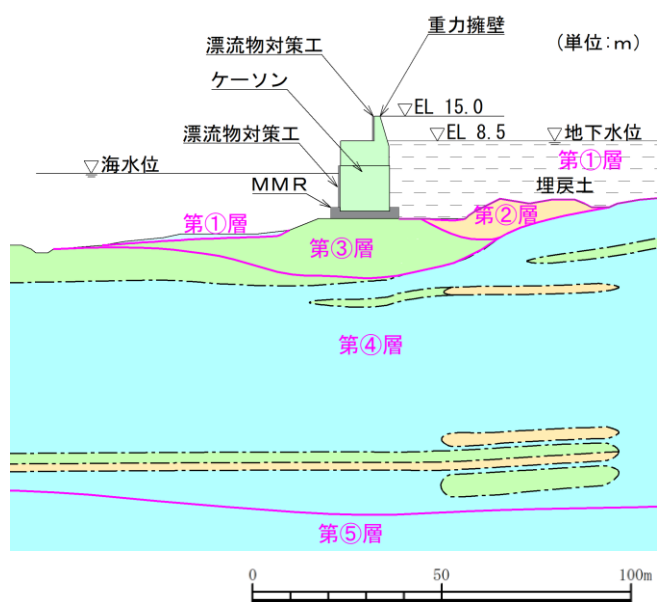 重力擁壁
漂流物対策工
(単位:m)
ケーソン
EL 15.0
EL 8.5
地下水位
漂流物対策工
海水位
第①層
MMR
埋戻土
第①層
第②層
第③層
第④層
第⑤層
0 50 100m